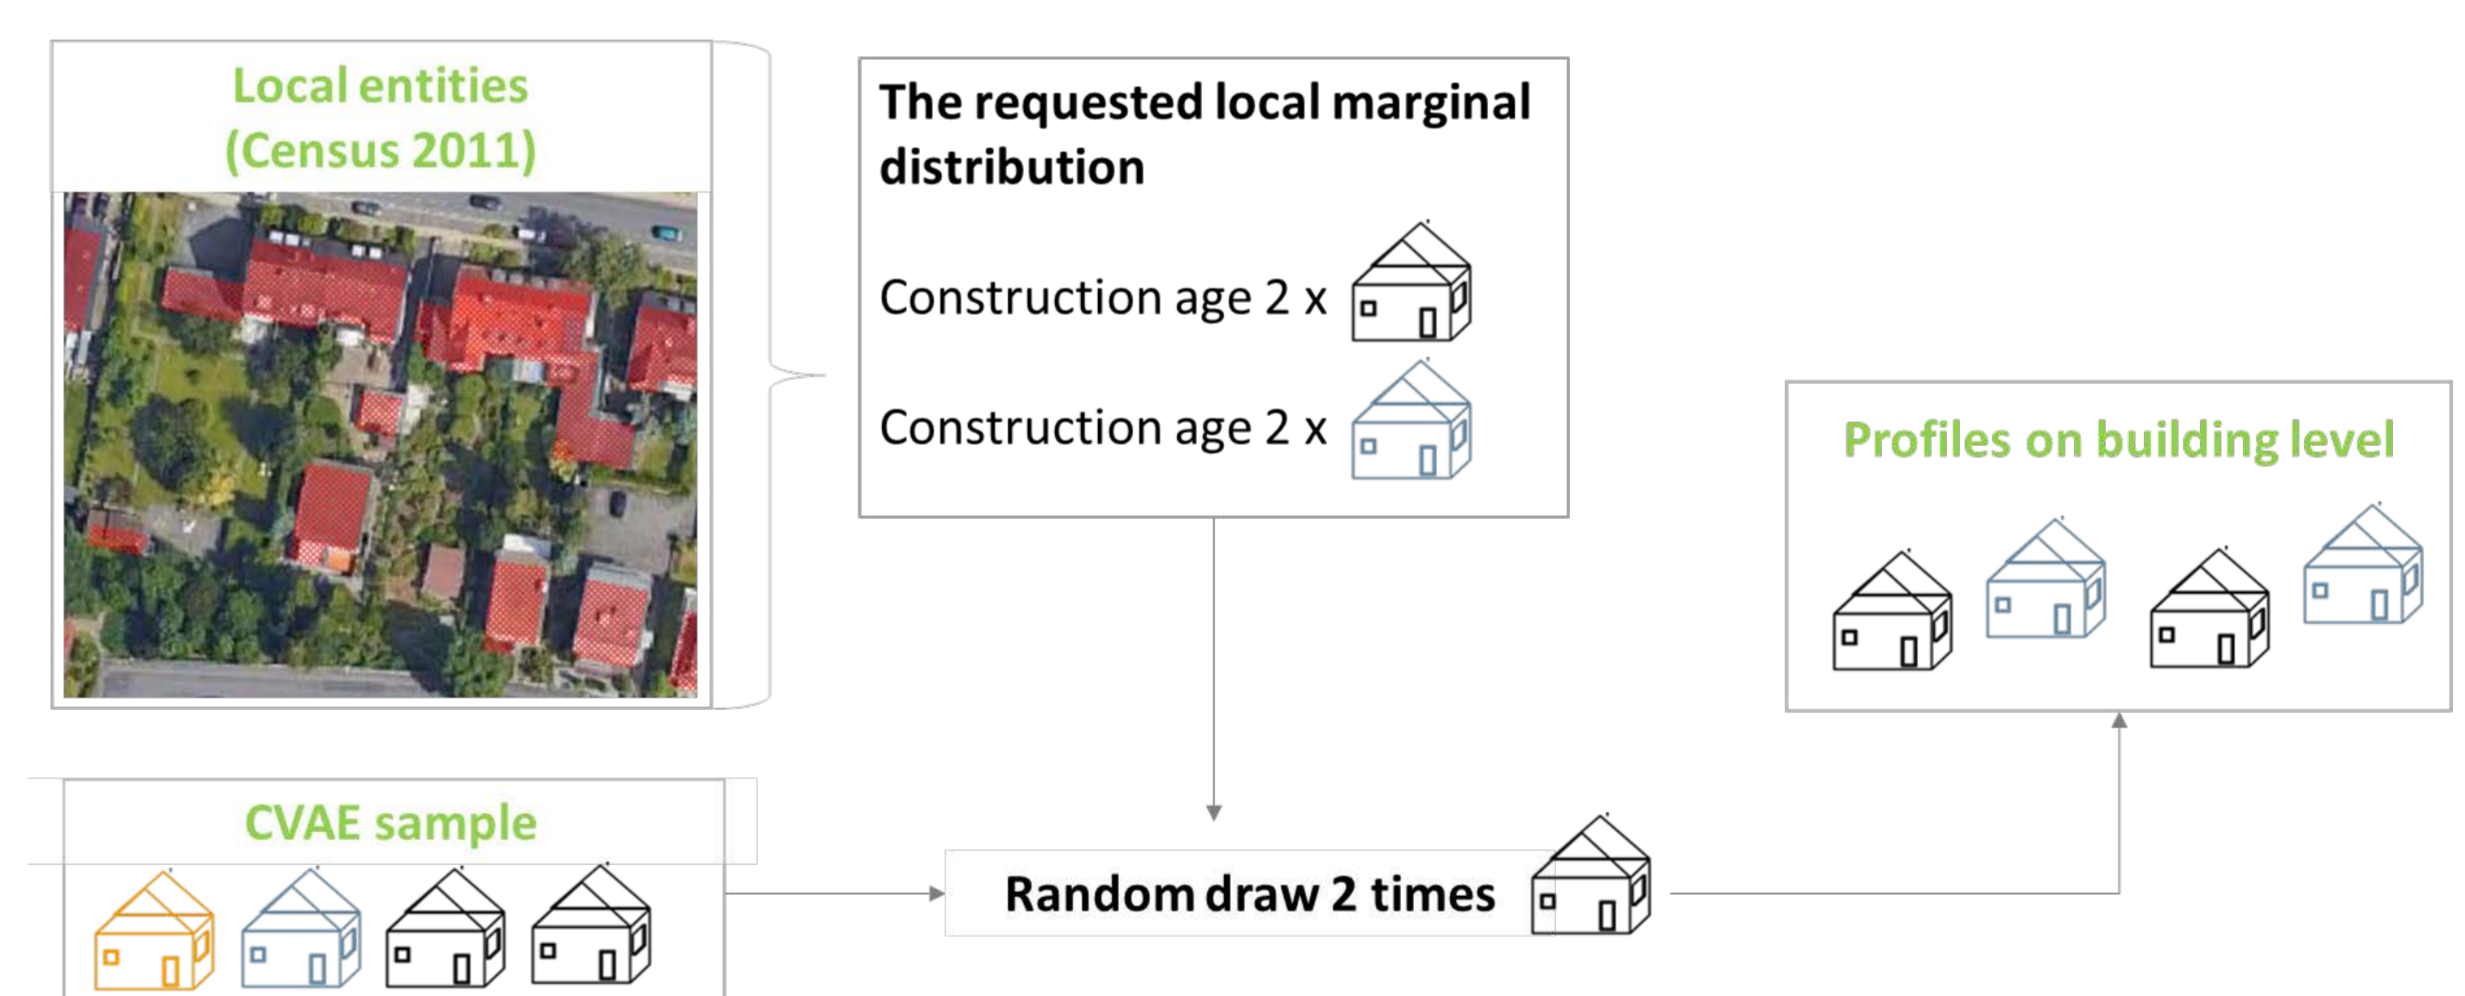 Local entities
(Census 2011)
The requested local marginal
distribution
Construction age 2 x
Construction age 2 x
Profiles on building level
CVAE sample
Random draw 2 times